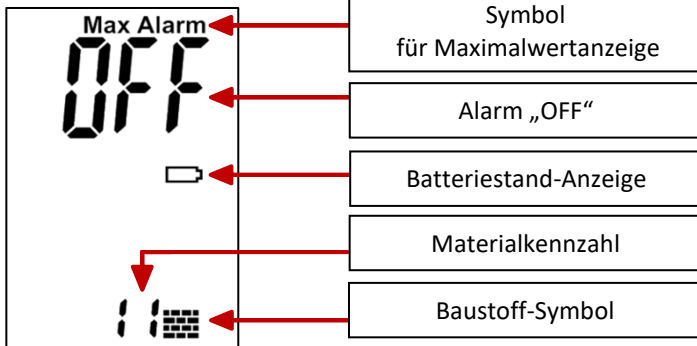 Max Alarm
OFF
11
Symbol
für Maximalwertanzeige
Alarm „OFF“
Batteriestand-Anzeige
Materialkennzahl
Baustoff-Symbol